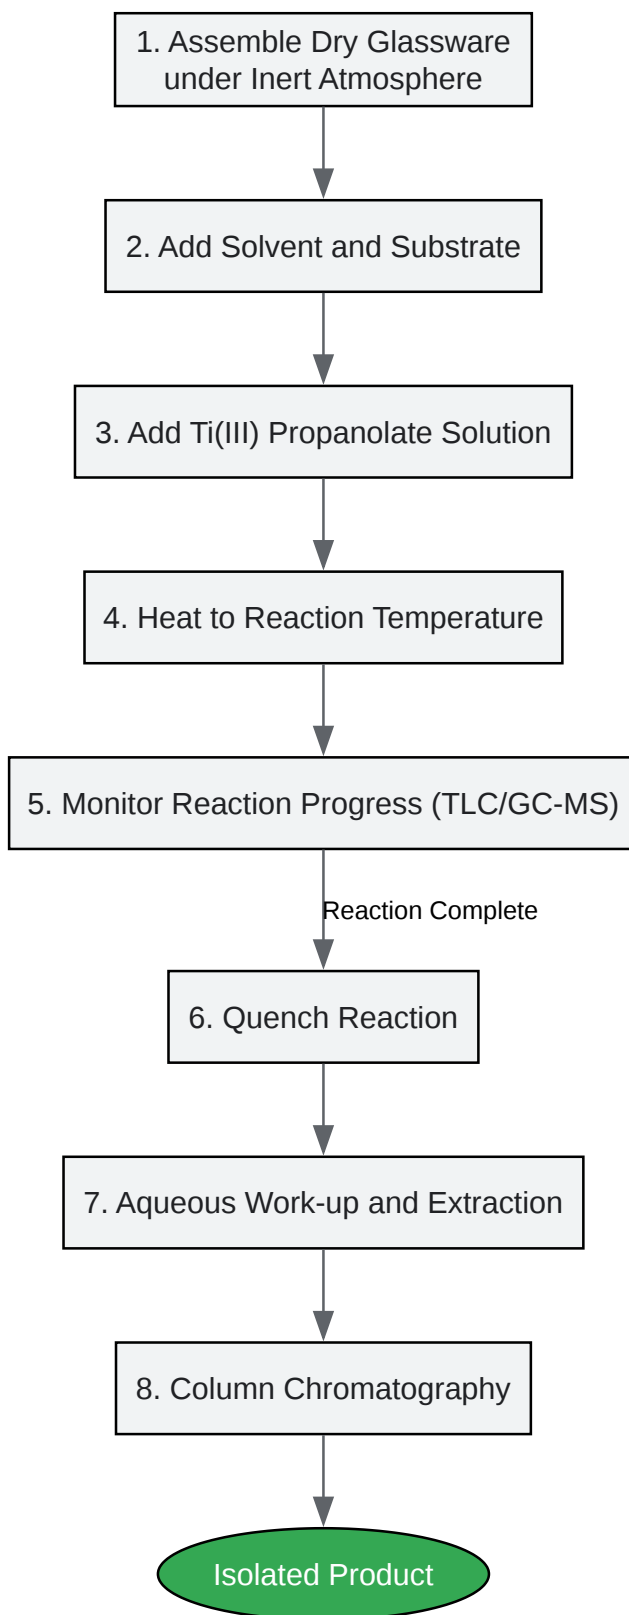 1. Assemble Dry Glassware
under Inert Atmosphere
2. Add Solvent and Substrate
3. Add Ti(III) Propanolate Solution
4. Heat to Reaction Temperature
5. Monitor Reaction Progress (TLC/GC-MS)
Reaction Complete
6. Quench Reaction
7. Aqueous Work-up and Extraction
8. Column Chromatography
Isolated Product